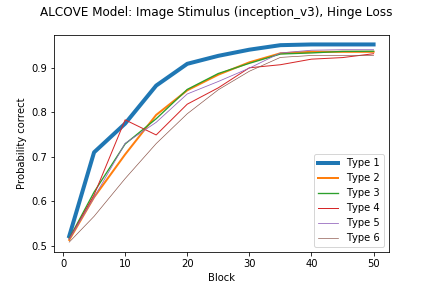 ALCOVE Model: Image Stimulus (inception_v3), Hinge Loss
Probability correct
0.9
0.8
0.7
0.6
0.5
0 10 20 30 40 50
Block
Type 1
Type 2
Type 3
Type 4
Type 5
Type 6